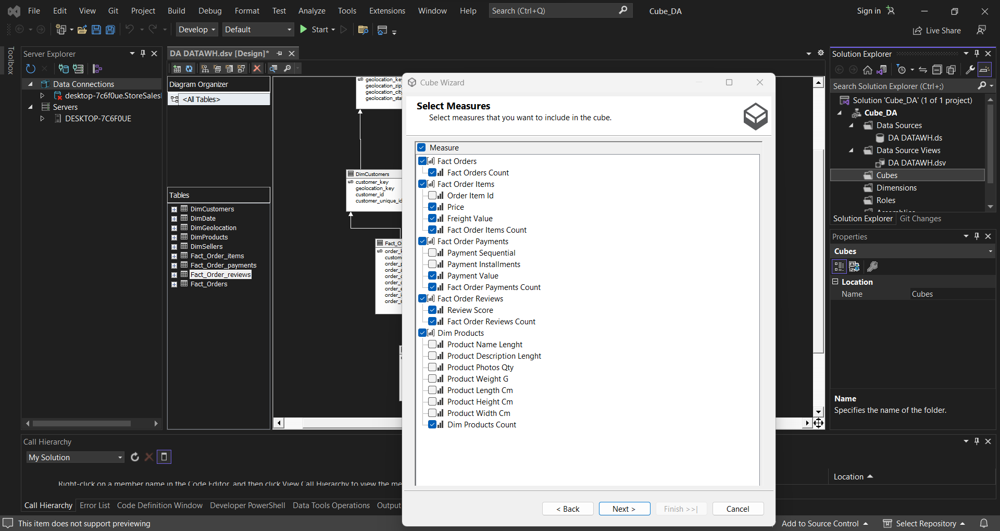 File Edit View Git Project Build Debug Format Test Analyze Tools Extensions Window Help Search (Ctrl+Q) Cube_DA Sign in
Develop Default Start Live Share
Toolbox
Server Explorer
Data Connections
desktop-7c6f0ue.StoreSales
Servers
DESKTOP-7C6F0UE
DA DATAWH.dsv [Design]*
Diagram Organizer
<All Tables>
Tables
DimCustomers
DimDate
DimGeolocation
DimProducts
DimSellers
Fact_Order_items
Fact_Order_payments
Fact_Order_reviews
Fact_Orders
geolocation_key
geolocation_zip
geolocation_city
geolocation_sta
DimCustomers
customer_key
geolocation_key
customer_id
customer_unique_id
Fact_O
order_k
custome
order_p
order_a
order_d
order_d
order_e
order_i
order_s
Cube Wizard
Select Measures
Select measures that you want to include in the cube.
Measure
Fact Orders
Fact Orders Count
Fact Order Items
Order Item Id
Price
Freight Value
Fact Order Items Count
Fact Order Payments
Payment Sequential
Payment Installments
Payment Value
Fact Order Payments Count
Fact Order Reviews
Review Score
Fact Order Reviews Count
Dim Products
Product Name Lenght
Product Description Lenght
Product Photos Qty
Product Weight G
Product Length Cm
Product Height Cm
Product Width Cm
Dim Products Count
< Back Next > Finish >>| Cancel
Solution Explorer
Search Solution Explorer (Ctrl+;)
Solution 'Cube_DA' (1 of 1 project)
Cube_DA
Data Sources
DA DATAWH.ds
Data Source Views
DA DATAWH.dsv
Cubes
Dimensions
Roles
Assemblies
Solution Explorer Git Changes
Properties
Cubes
Location
Name Cubes
Name
Specifies the name of the folder.
Call Hierarchy
My Solution
Right-click on a member name in the Code Editor, and then click View Call Hierarchy to view the me
Location
Call Hierarchy Error List Code Definition Window Developer PowerShell Data Tools Operations Output
This item does not support previewing Add to Source Control Select Repository